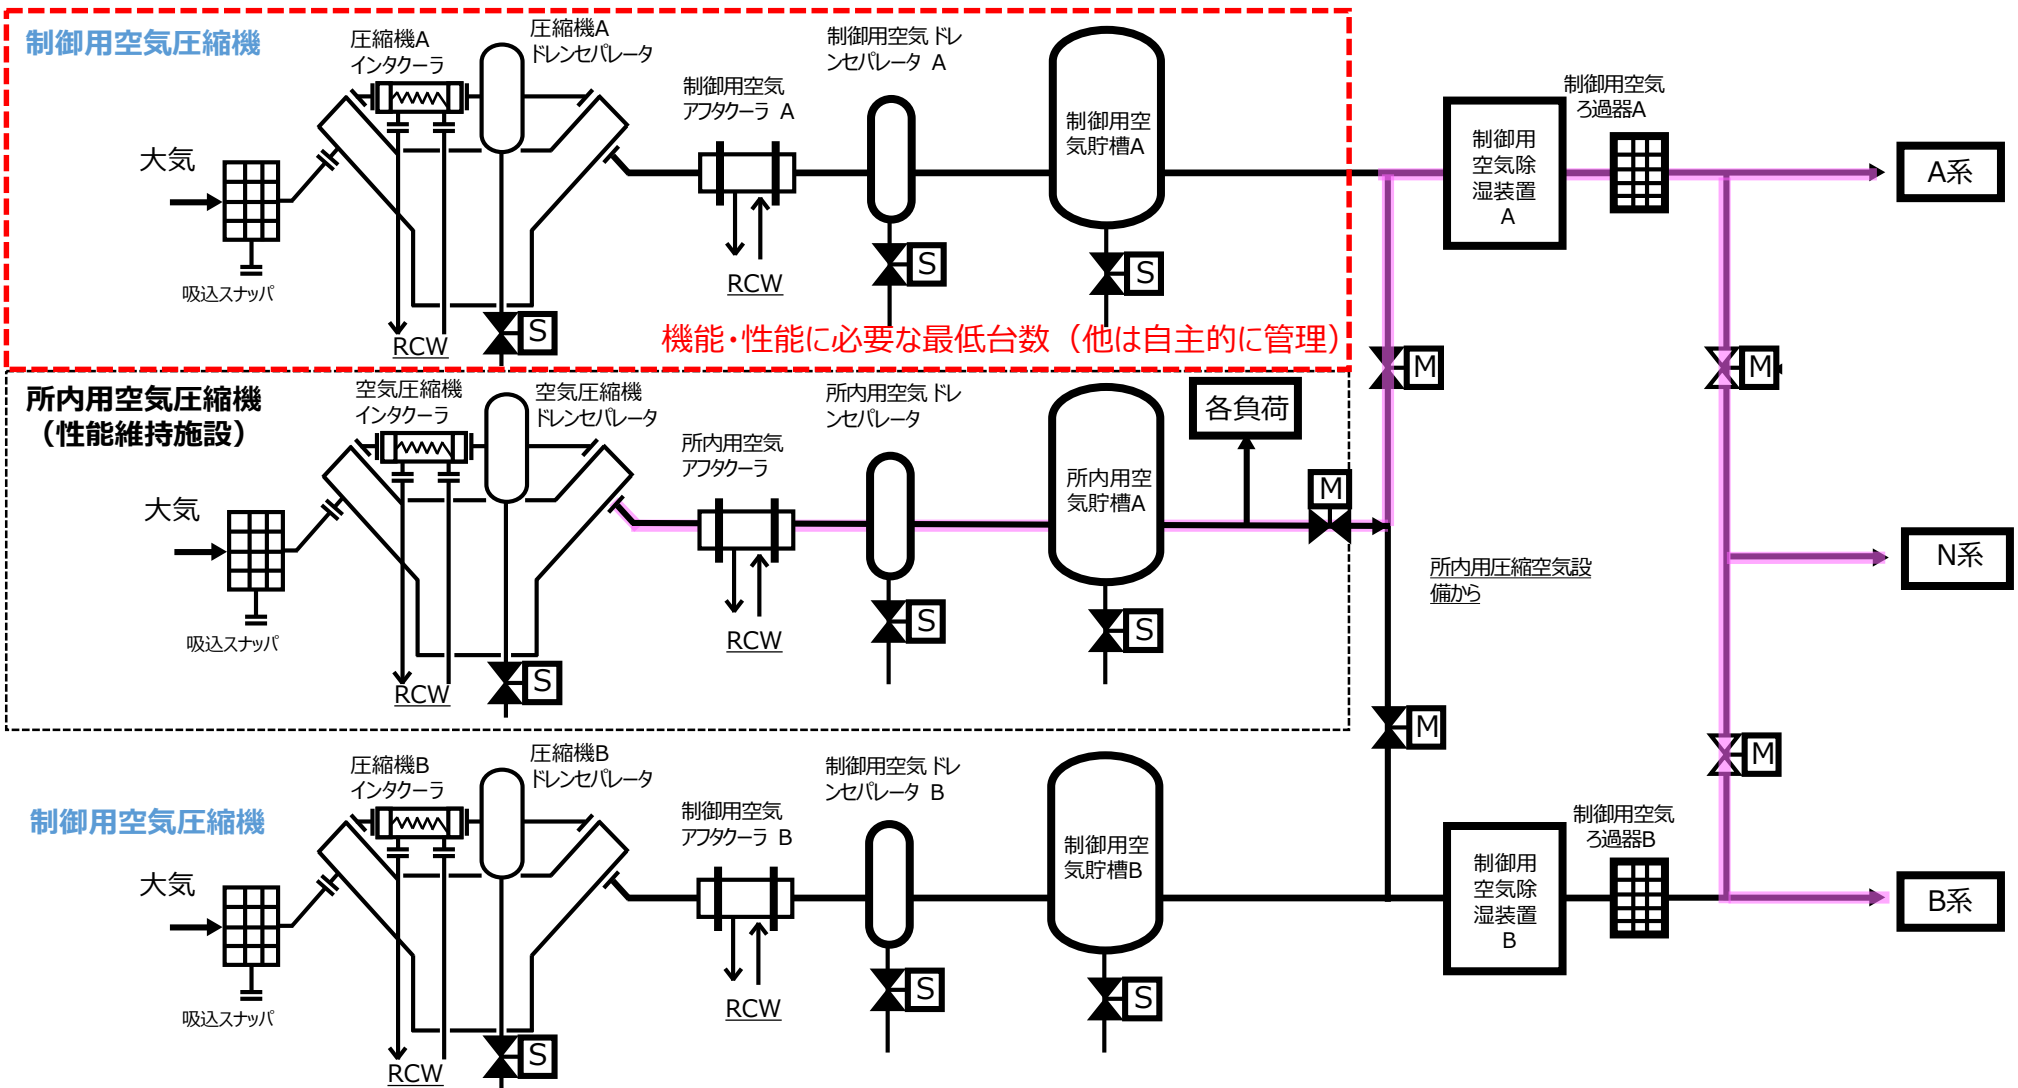 制御用空気圧縮機
圧縮機A
インタクーラ
圧縮機A
ドレンセパレータ
大気
吸込スナッバ
RCW
S
制御用空気
アフタクーラ A
RCW
制御用空気ドレ
ンセパレータ A
S
制御用空
気貯槽A
S
機能・性能に必要な最低台数（他は自主的に管理）
制御用
空気除
湿装置
A
制御用空気
ろ過器A
A系
M
M
所内用空気圧縮機
（性能維持施設）
空気圧縮機
インタクーラ
空気圧縮機
ドレンセパレータ
大気
吸込スナッバ
RCW
S
所内用空気
アフタクーラ
RCW
所内用空気ドレ
ンセパレータ
S
所内用空
気貯槽A
S
各負荷
M
所内用圧縮空気設
備から
N系
M
M
制御用空気圧縮機
圧縮機B
インタクーラ
圧縮機B
ドレンセパレータ
大気
吸込スナッバ
RCW
S
制御用空気
アフタクーラ B
RCW
制御用空気ドレ
ンセパレータ B
S
制御用空
気貯槽B
S
制御用
空気除
湿装置
B
制御用空気
ろ過器B
B系